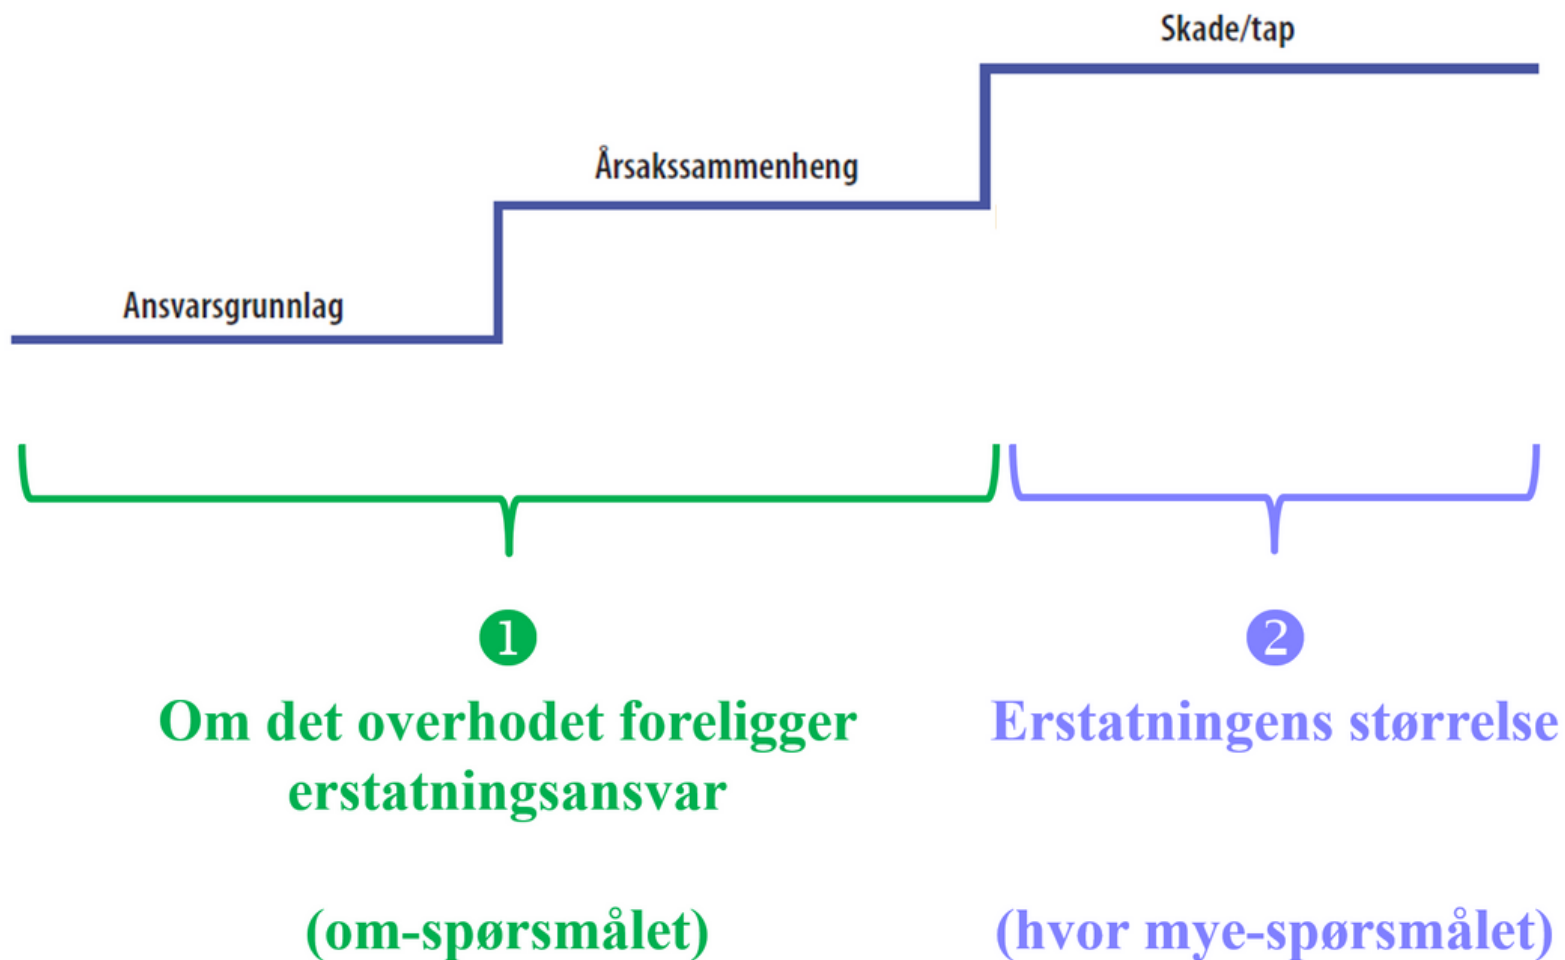 Skade/tap
Årsakssammenheng
Ansvarsgrunnlag
1
Om det overhodet foreligger
erstatningsansvar
(om-spørsmålet)
2
Erstatningens størrelse
(hvor mye-spørsmålet)